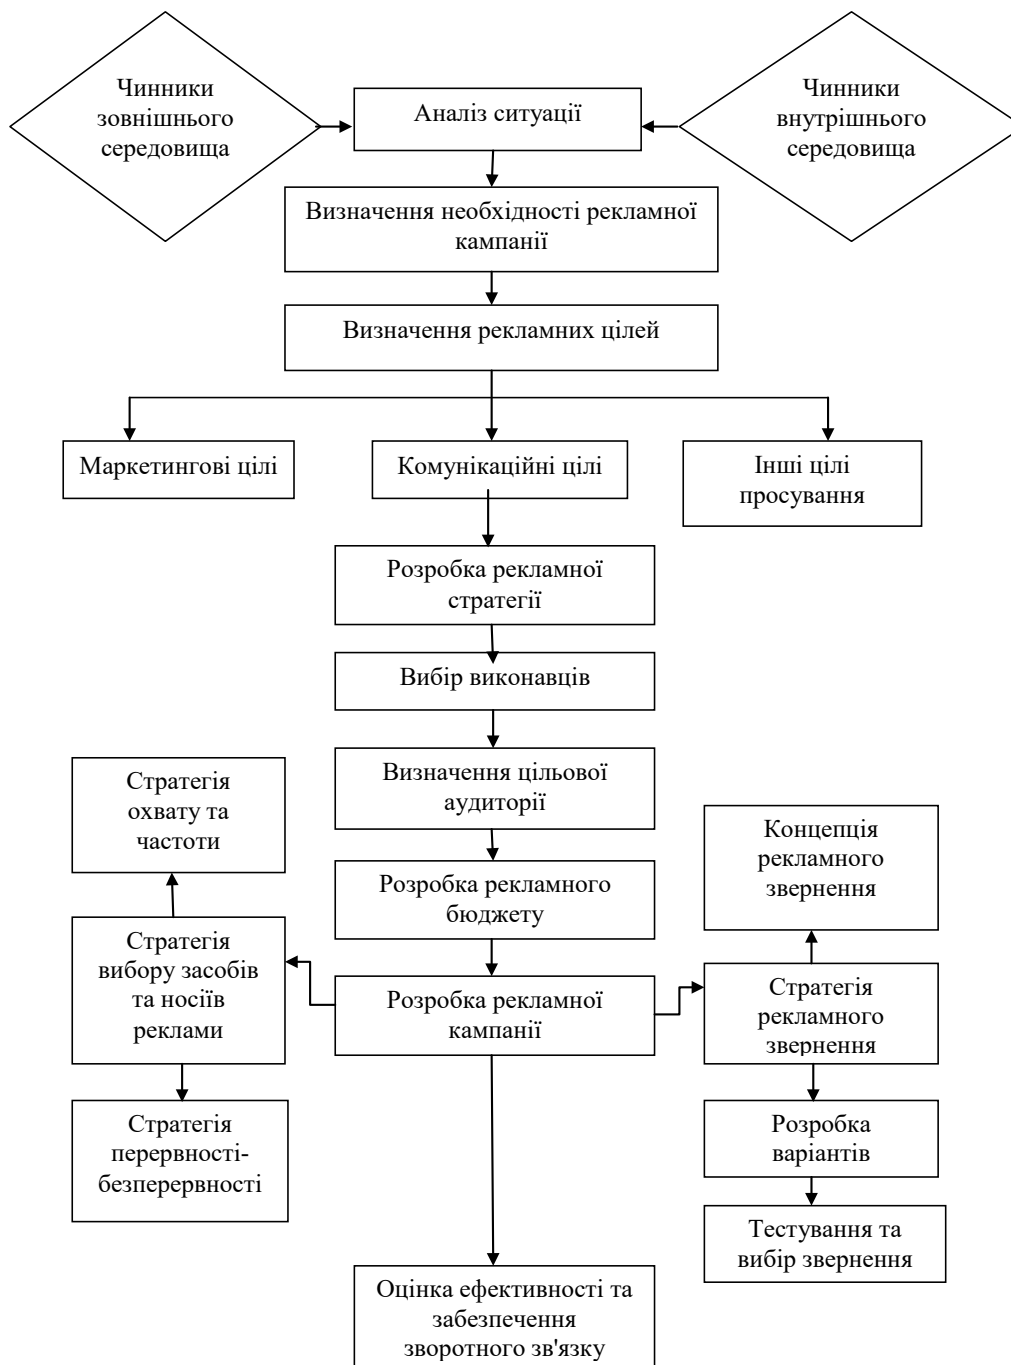 Чинники
зовнішнього
середовища
Аналіз ситуації
Чинники
внутрішнього
середовища
Визначення необхідності рекламної
кампанії
Визначення рекламних цілей
Маркетингові цілі
Комунікаційні цілі
Інші цілі
просування
Розробка рекламної
стратегії
Вибір виконавців
Визначення цільової
аудиторії
Стратегія
охвату та
частоти
Концепція
рекламного
звернення
Розробка рекламного
бюджету
Стратегія
вибору засобів
та носіїв
реклами
Розробка рекламної
кампанії
Стратегія
рекламного
звернення
Стратегія
перервності-
безперервності
Розробка
варіантів
Тестування та
вибір звернення
Оцінка ефективності та
забезпечення
зворотного зв'язку